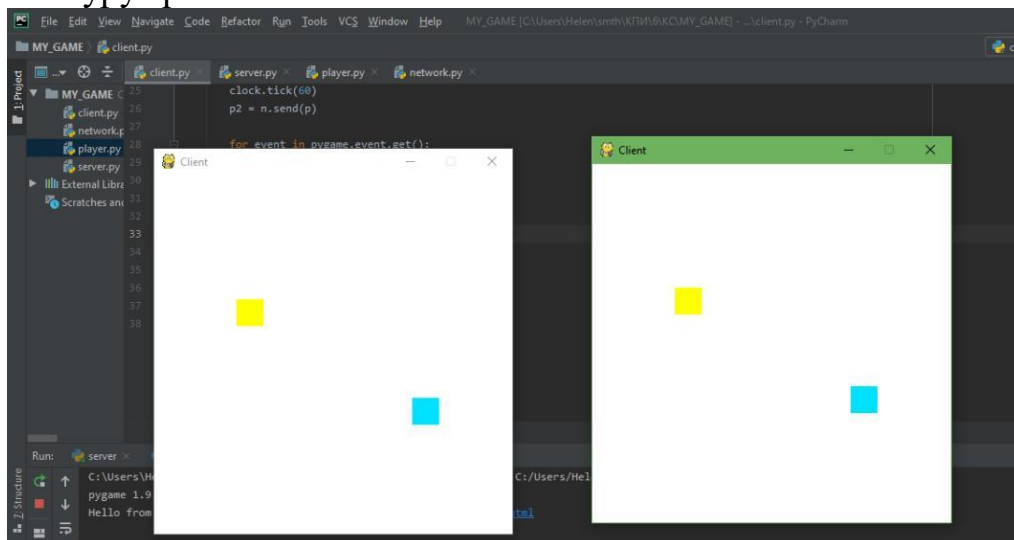 PC File Edit View Navigate Code Refactor Run Tools VCS Window Help MY_GAME [C:\Users\Helen\smth\КПИ\6\КС\MY_GAME] - ...\client.py - PyCharm
MY_GAME client.py
1: Project
client.py server.py player.py network.py
MY_GAME
client.py
network.p
player.py
server.py
External Libra
Scratches and
25 clock.tick(60)
26 p2 = n.send(p)
27
28 for event in pygame.event.get():
29
30
31
32
33
34
35
36
37
38
Client
Client
Run: server
7: Structure
C:\Users\He C:/Users/Hel
pygame 1.9
Hello from html